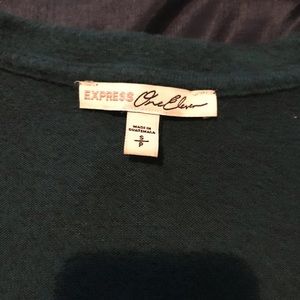 EXPRESS One Eleven
MADE IN
GUATEMALA
S
P